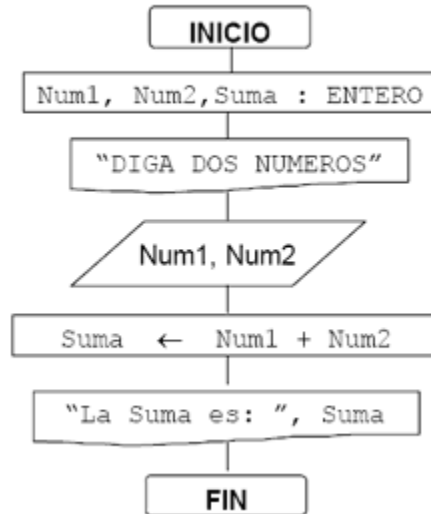 INICIO
Num1, Num2,Suma : ENTERO
“DIGA DOS NUMEROS”
Num1, Num2
Suma ← Num1 + Num2
“La Suma es: ”, Suma
FIN